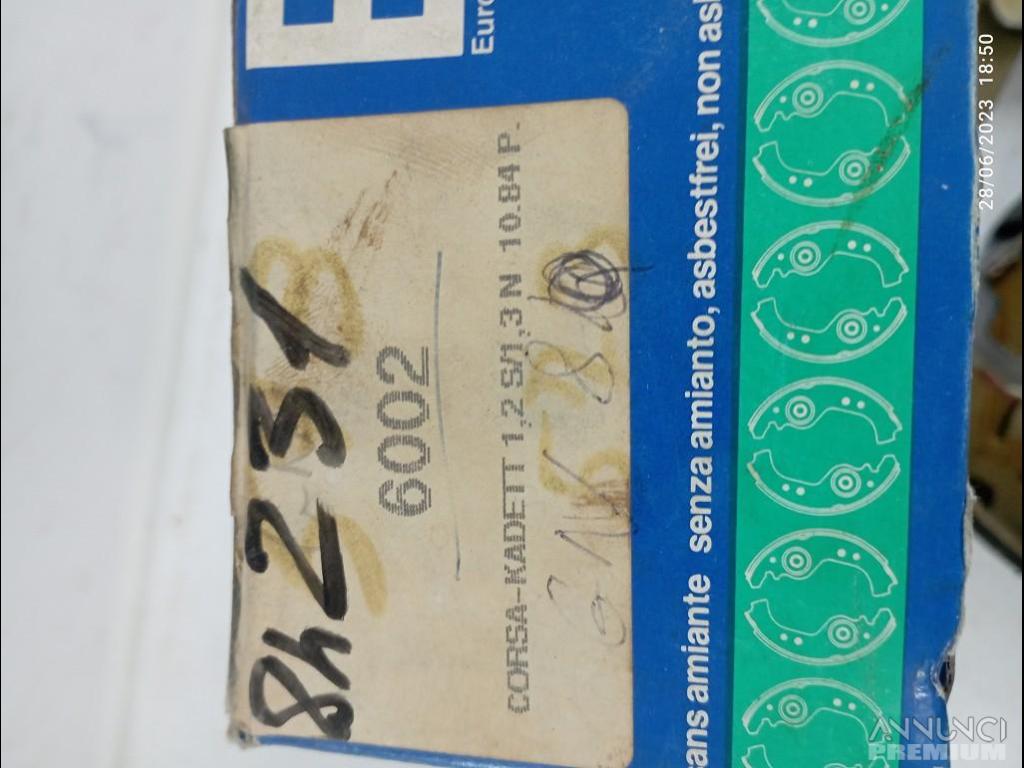 Euro
84231
6002
CORSA-KADETT 1,2 S/1,3 N 10.84 P.
sans amiante senza amianto, asbestfrei, non as
28/06/2023 18:50
ANNUNCI
PREMIUM